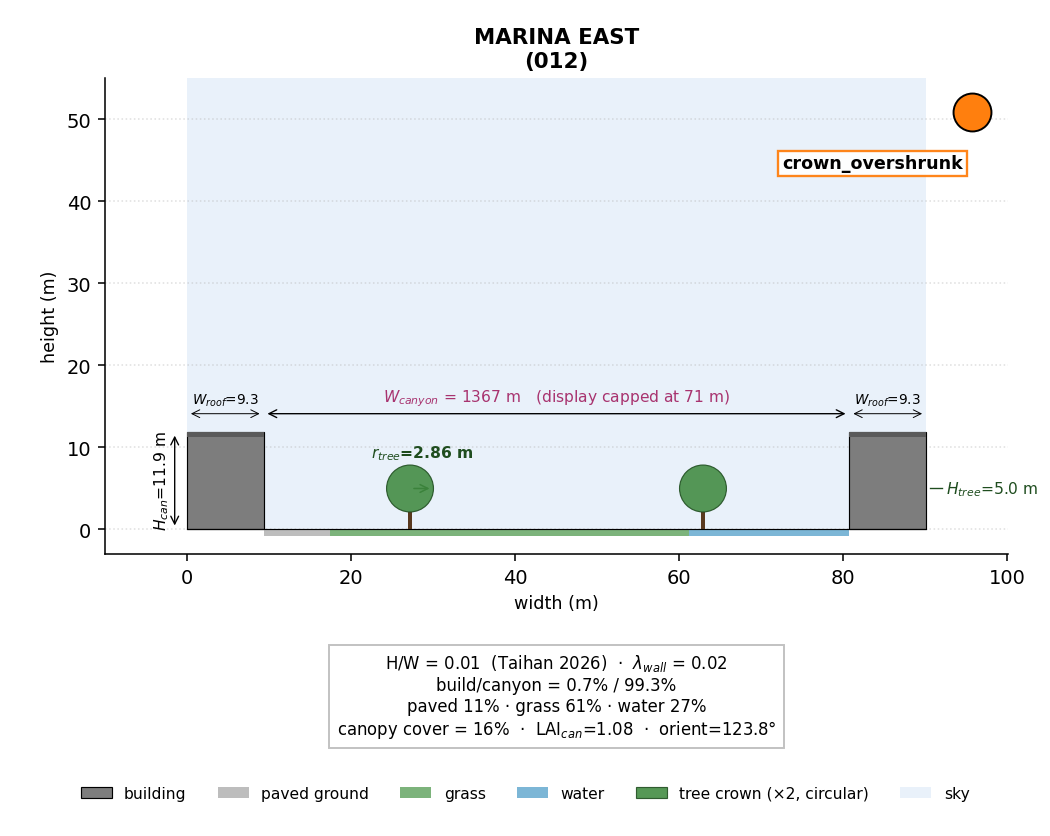 MARINA EAST
(012)
50
40
30
20
10
0
height (m)
crown_overshrunk
W_canyon = 1367 m (display capped at 71 m)
W_roof=9.3
W_roof=9.3
r_tree=2.86 m
H_can=11.9 m
H_tree=5.0 m
0
20
40
60
80
100
width (m)
H/W = 0.01 (Taihan 2026) · λ_wall = 0.02
build/canyon = 0.7% / 99.3%
paved 11% · grass 61% · water 27%
canopy cover = 16% · LAI_can=1.08 · orient=123.8°
building
paved ground
grass
water
tree crown (×2, circular)
sky